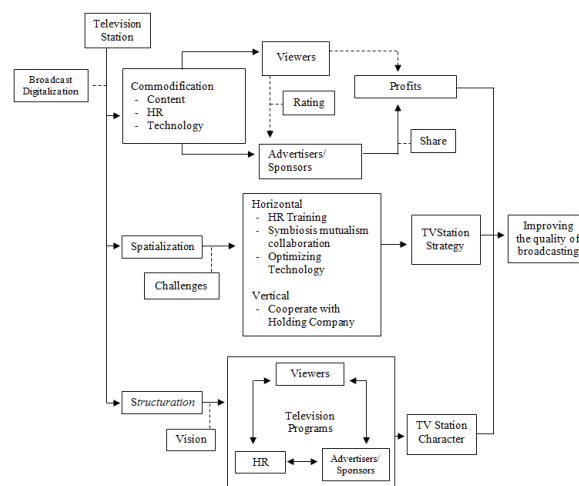 Television
Station
Broadcast
Digitalization
Commodification
- Content
- HR
- Technology
Viewers
Rating
Advertisers/
Sponsors
Profits
Share
Spatialization
Challenges
Horizontal
- HR Training
- Symbiosis mutualism
collaboration
- Optimizing
Technology
Vertical
- Cooperate with
Holding Company
TVStation
Strategy
Improving
the quality of
broadcasting
Structuration
Vision
Viewers
Television
Programs
HR
Advertisers/
Sponsors
TV Station
Character